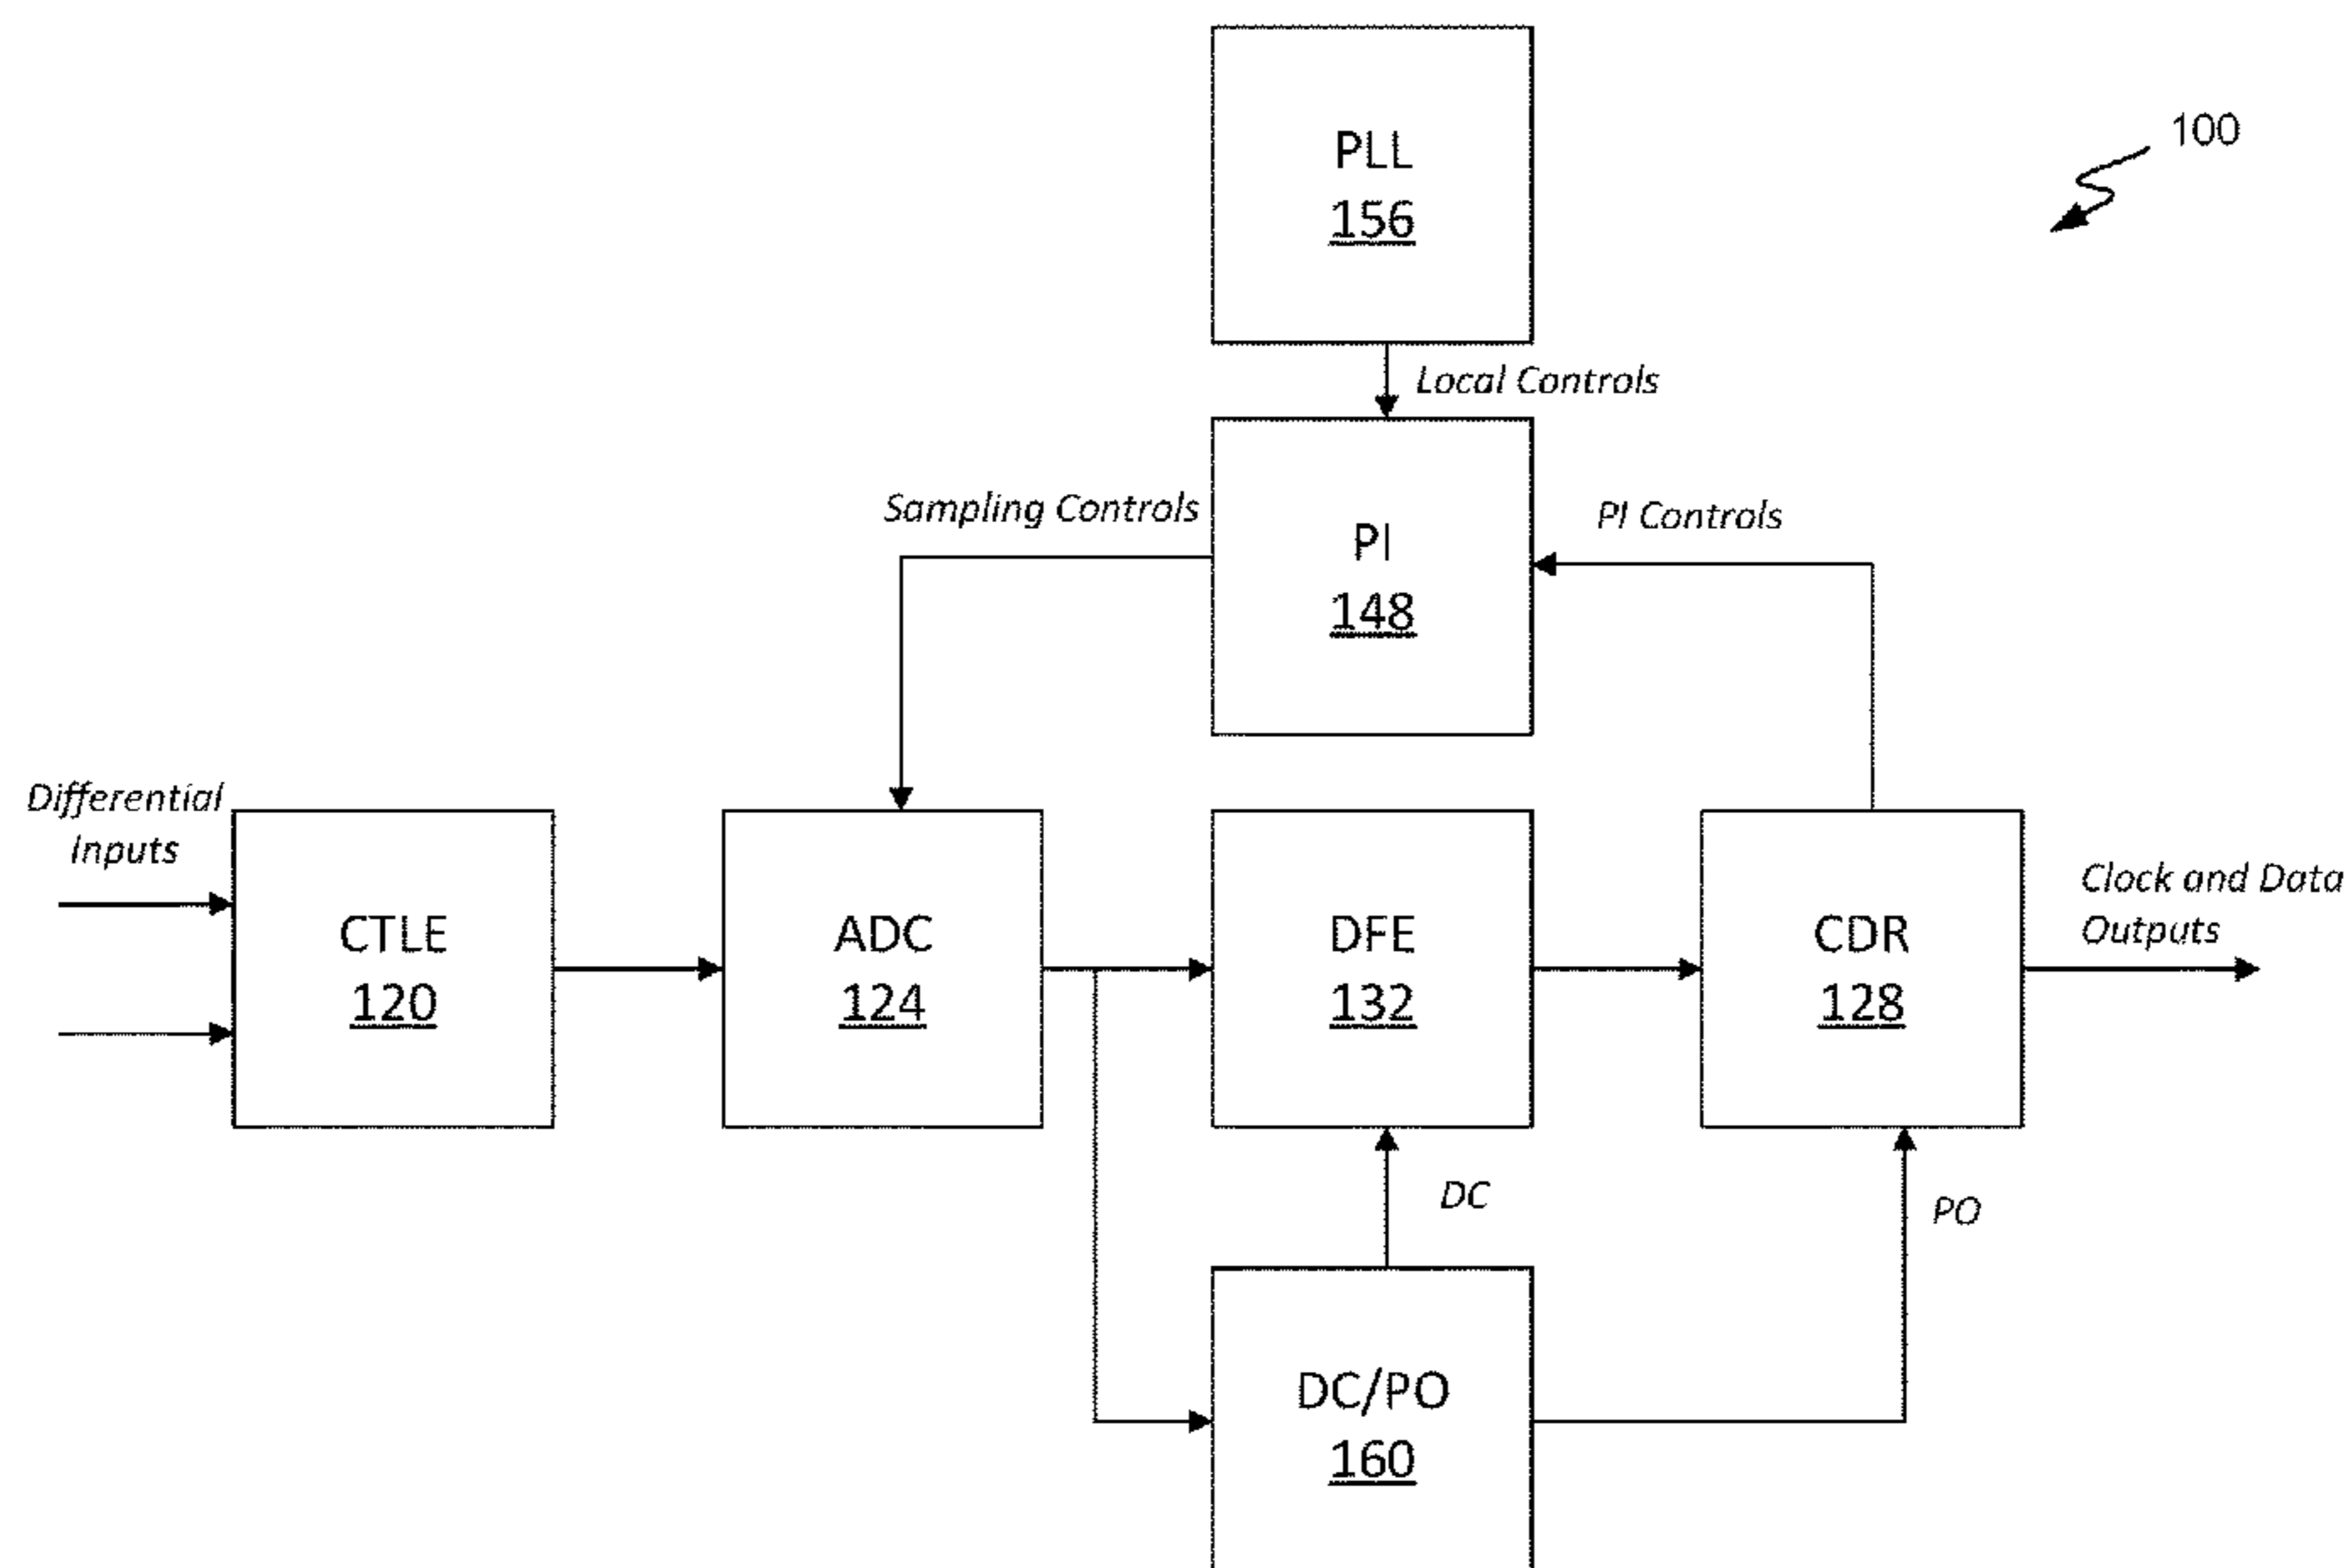 PLL
156
100
Local Controls
Sampling Controls
PI Controls
PI
148
Differential
Inputs
CTLE
120
ADC
124
DFE
132
CDR
128
Clock and Data
Outputs
DC
PO
DC/PO
160